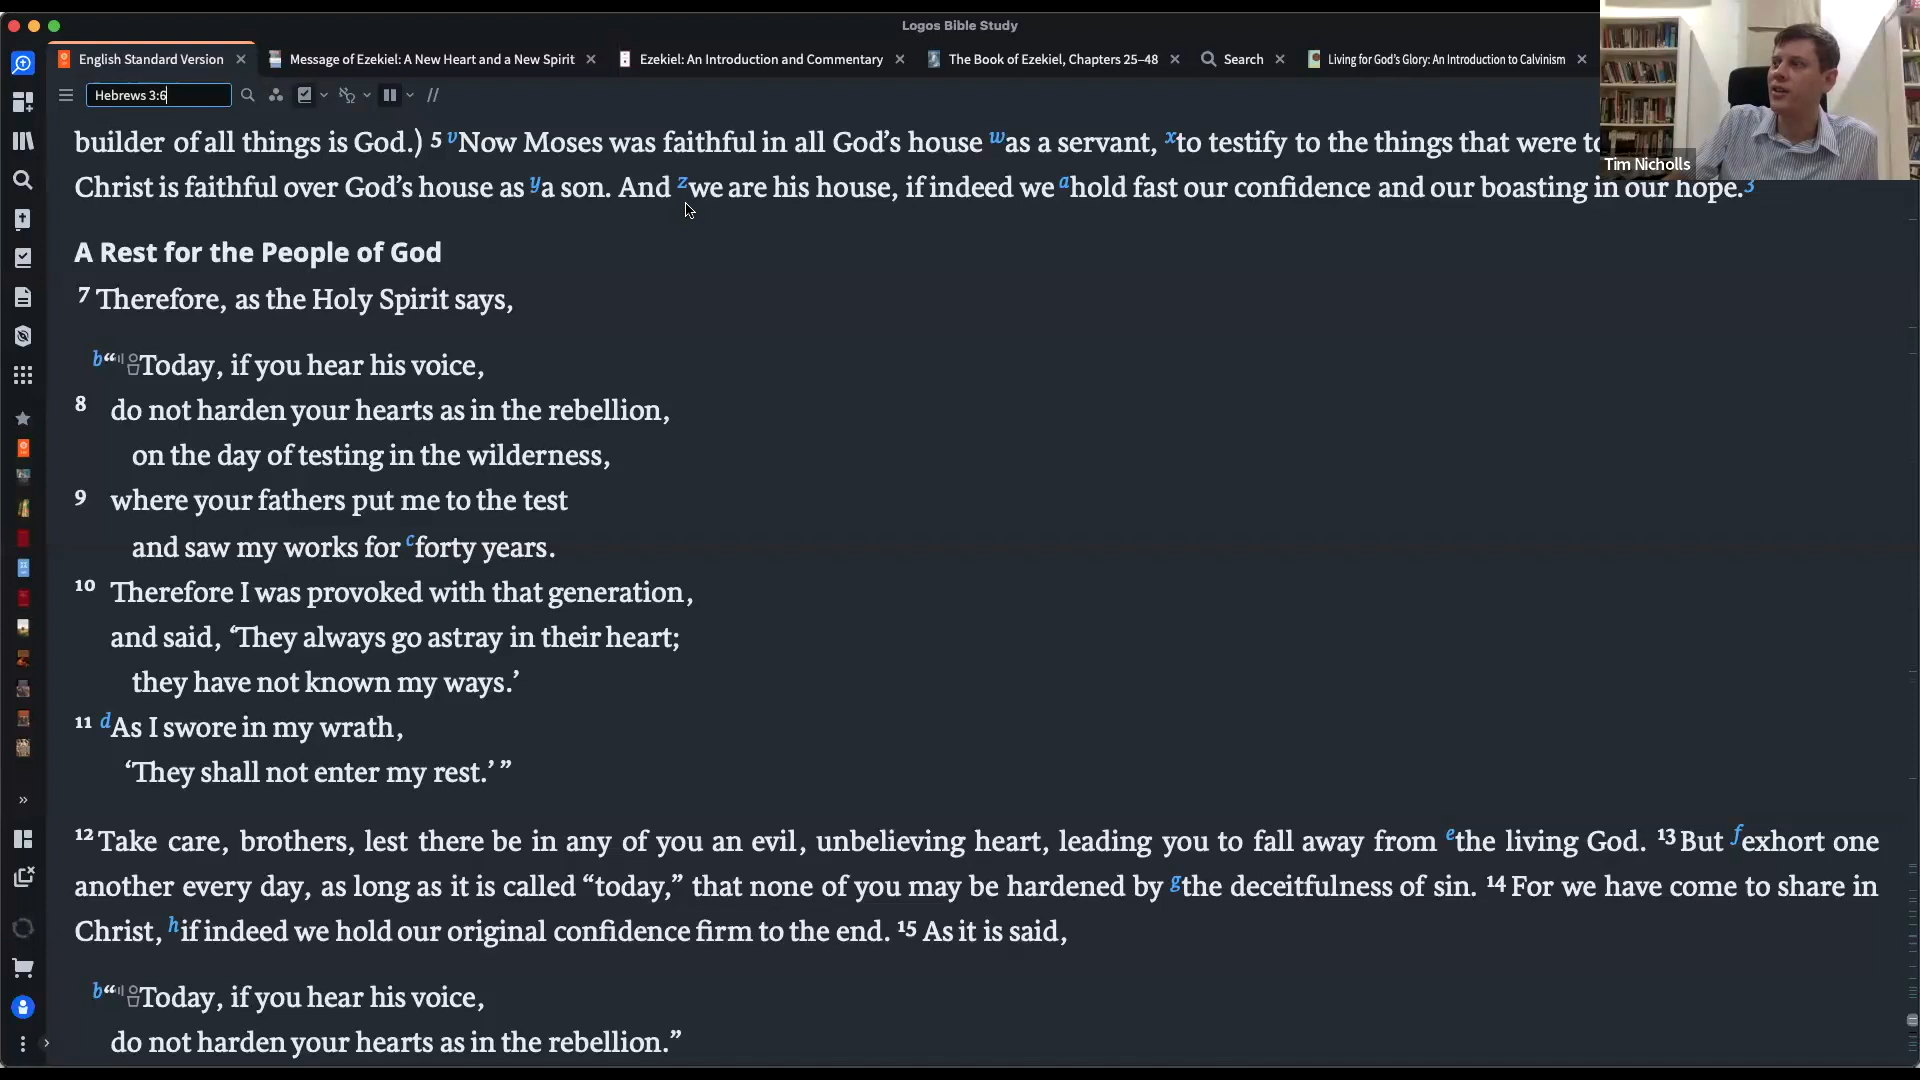 Logos Bible Study
English Standard Version
Message of Ezekiel: A New Heart and a New Spirit
Ezekiel: An Introduction and Commentary
The Book of Ezekiel, Chapters 25–48
Search
Living for God's Glory: An Introduction to Calvinism
Hebrews 3:6
Tim Nicholls
builder of all things is God.) 5 vNow Moses was faithful in all God’s house was a servant, xto testify to the things that were
Christ is faithful over God’s house as ya son. And zwe are his house, if indeed we ahold fast our confidence and our boasting in our hope.3
A Rest for the People of God
7 Therefore, as the Holy Spirit says,
b“Today, if you hear his voice,
8 do not harden your hearts as in the rebellion,
on the day of testing in the wilderness,
9 where your fathers put me to the test
and saw my works for cforty years.
10 Therefore I was provoked with that generation,
and said, ‘They always go astray in their heart;
they have not known my ways.’
11 dAs I swore in my wrath,
‘They shall not enter my rest.’ ”
12 Take care, brothers, lest there be in any of you an evil, unbelieving heart, leading you to fall away from ethe living God. 13 But fexhort one
another every day, as long as it is called “today,” that none of you may be hardened by gthe deceitfulness of sin. 14 For we have come to share in
Christ, hif indeed we hold our original confidence firm to the end. 15 As it is said,
b“Today, if you hear his voice,
do not harden your hearts as in the rebellion.”